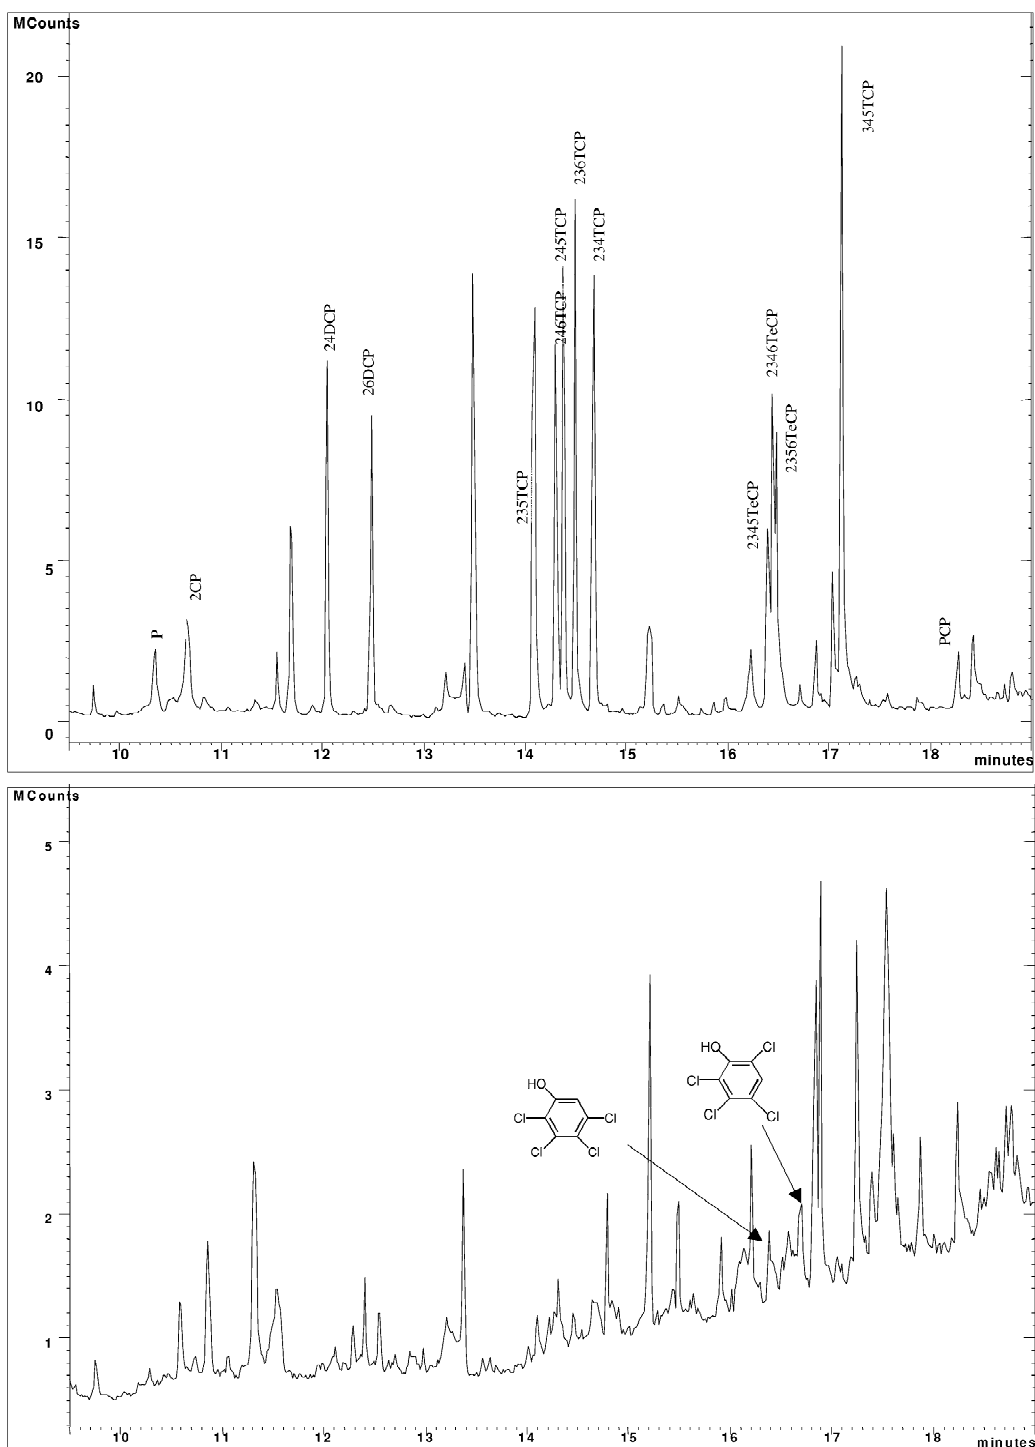 MCounts
20
15
10
5
0
P
2CP
24DCP
26DCP
235TCP
246TCP
245TCP
236TCP
234TCP
2345TeCP
2346TeCP
2356TeCP
345TCP
PCP
10 11 12 13 14 15 16 17 18
minutes
MCounts
5
4
3
2
1
HO
Cl
Cl
Cl
Cl
HO
Cl
Cl
Cl
Cl
10 11 12 13 14 15 16 17 18
minutes